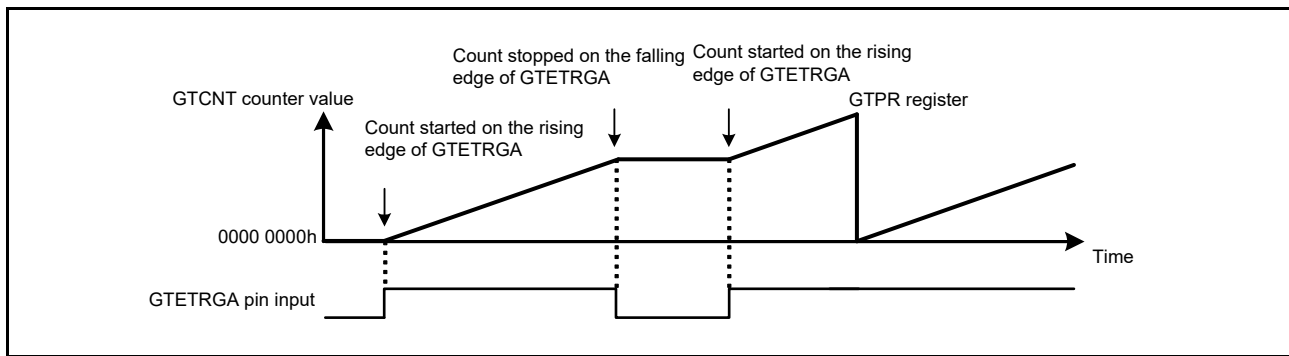 Count stopped on the falling
edge of GTETRGA
Count started on the rising
edge of GTETRGA
GTCNT counter value
GTPR register
Count started on the rising
edge of GTETRGA
0000 0000h
Time
GTETRGA pin input